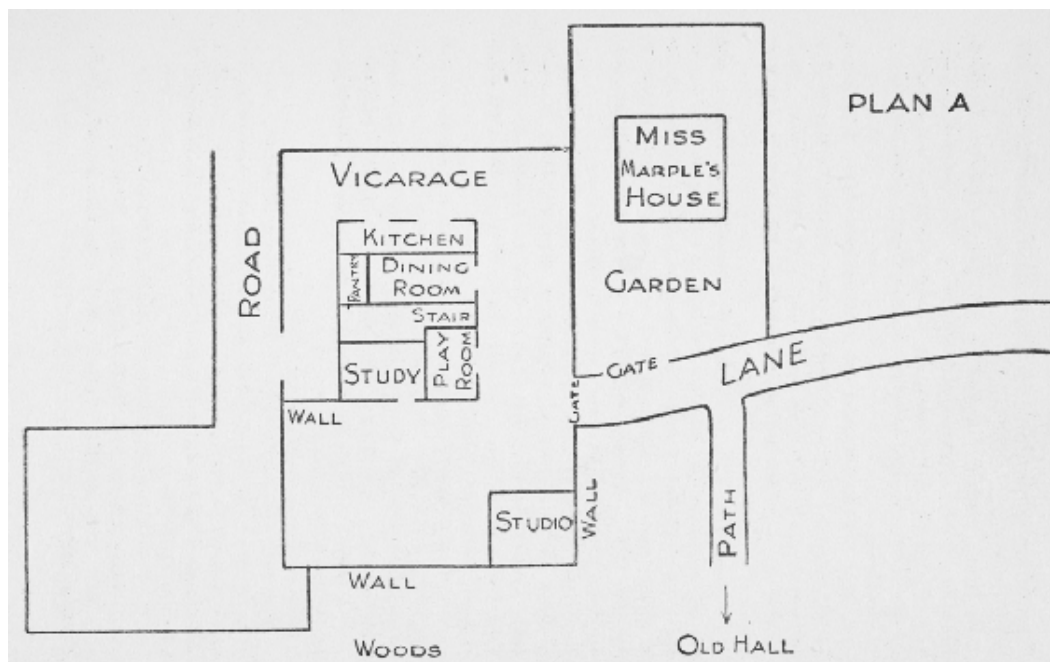 PLAN A
MISS
MARPLE'S
HOUSE
VICARAGE
KITCHEN
PANTRY
DINING
ROOM
STAIR
PLAY
ROOM
STUDY
ROAD
GARDEN
GATE
LANE
GATE
WALL
STUDIO
WALL
PATH
WALL
WOODS
OLD HALL